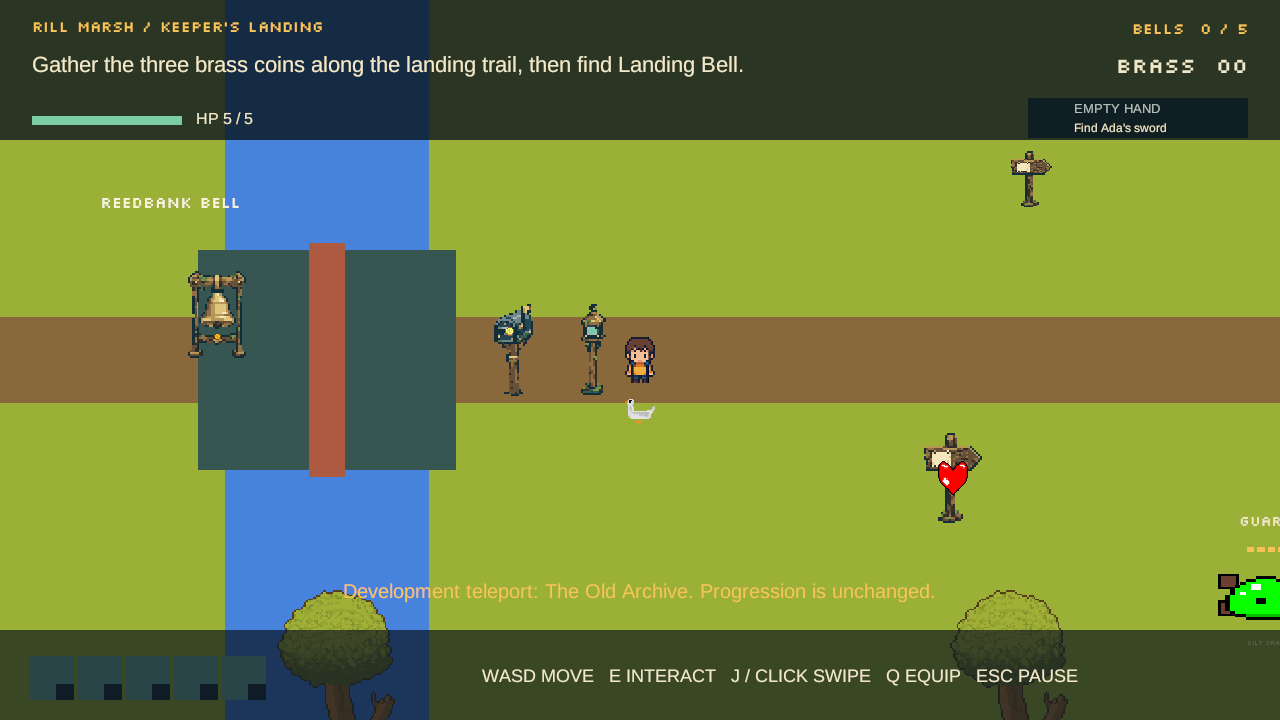 RILL MARSH / KEEPER'S LANDING
BELLS 0 / 5
Gather the three brass coins along the landing trail, then find Landing Bell.
BRASS 00
HP 5 / 5
EMPTY HAND
Find Ada's sword
REEDBANK BELL
GUAR
Development teleport: The Old Archive. Progression is unchanged.
WASD MOVE E INTERACT J / CLICK SWIPE Q EQUIP ESC PAUSE